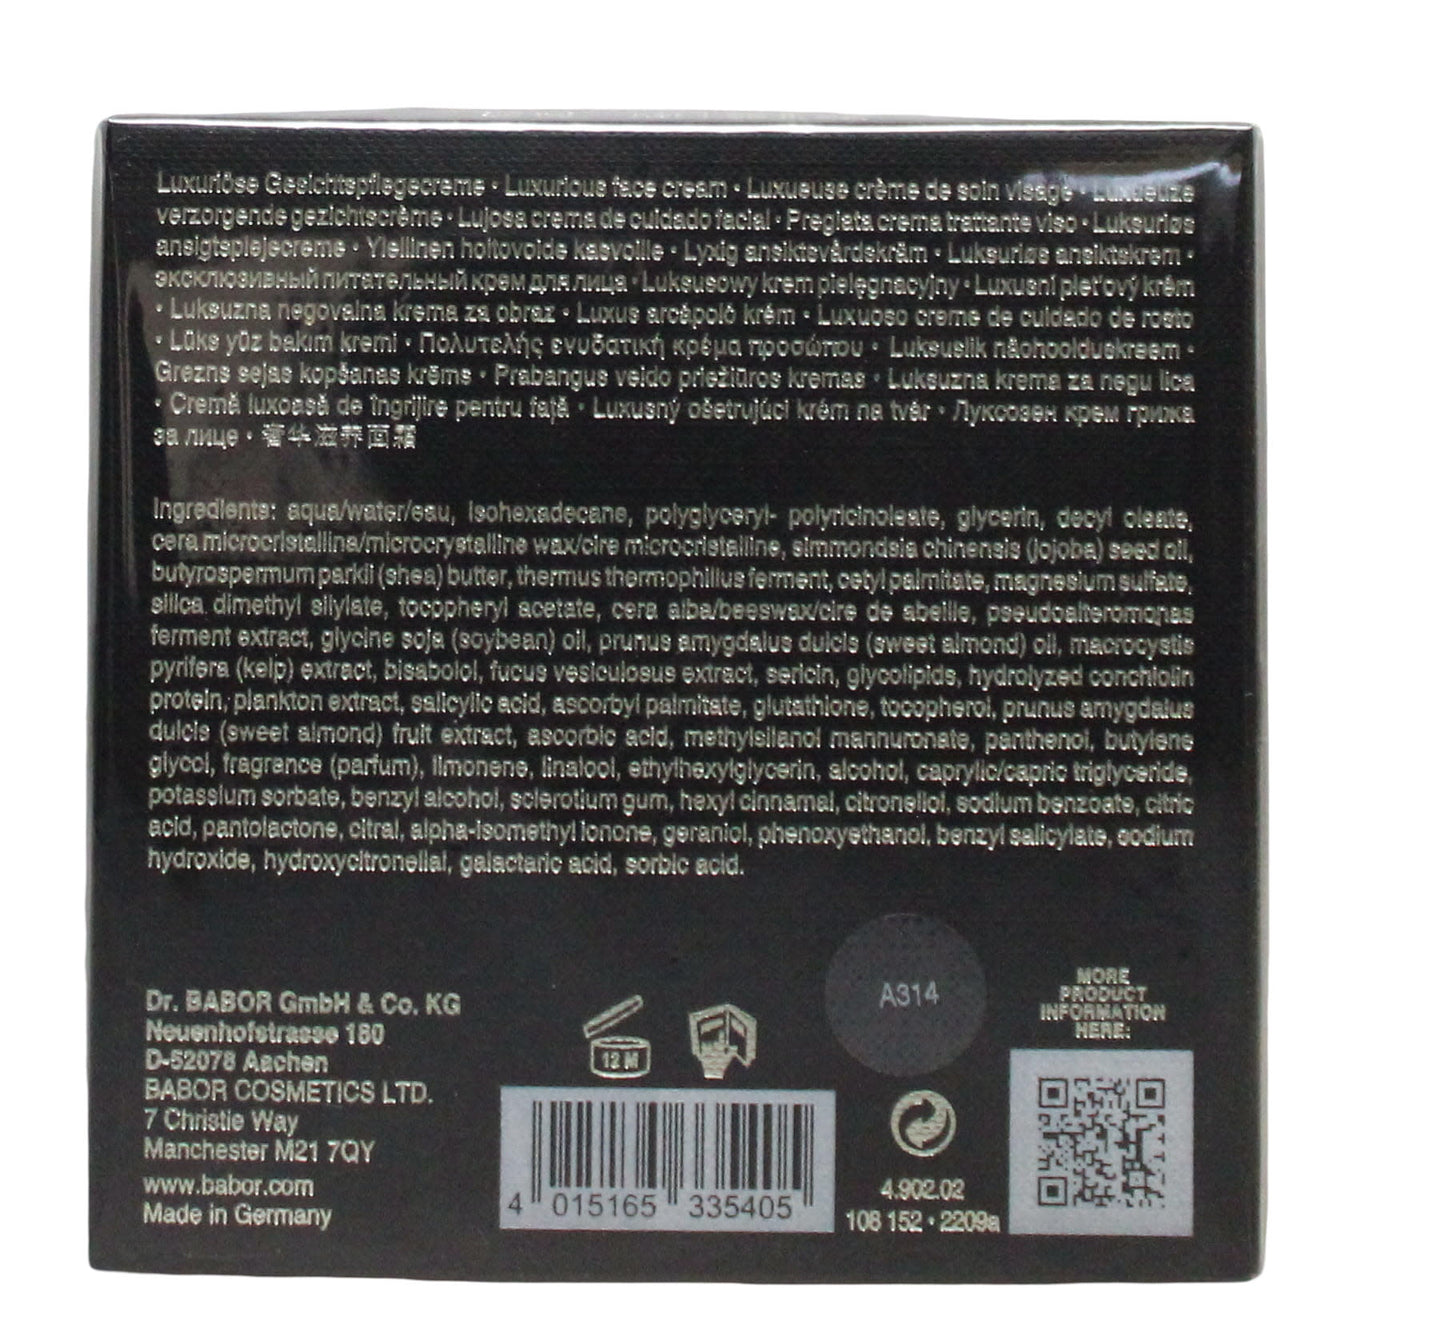 Luxuriöse Gesichtspflegecreme • Luxurious face cream • Luxueuse crème de soin visage • Luxueuze
verzorgende gezichtscrème • Lujosa crema de cuidado facial • Pregiata crema trattante viso • Luksuriøs
ansigtsplejecreme • Ylellinen hoitovoide kasvoille • Lyxig ansiktsvårdskräm • Luksuriøs ansiktskrem •
эксклюзивный питательный крем для лица • Luksusowy krem pielęgnacyjny • Luxusní pleťový krém
• Luksuzna negovalna krema za obraz • Luxus arcápoló krém • Luxuoso creme de cuidado de rosto
• Lüks yüz bakım kremi • Πολυτελής ενυδατική κρέμα προσώπου • Luksuslik näohoolduskreem •
Grezns sejas kopšanas krēms • Prabangus veido priežiūros kremas • Luksuzna krema za negu lica
• Cremă luxoasă de îngrijire pentru față • Luxusný ošetrujúci krém na tvár • Луксозен крем грижа
за лице • 奢华滋养面霜
Ingredients: aqua/water/eau, isohexadecane, polyglyceryl- polyricinoleate, glycerin, decyl oleate,
cera microcristallina/microcrystalline wax/cire microcristalline, simmondsia chinensis (jojoba) seed oil,
butyrospermum parkii (shea) butter, thermus thermophillus ferment, cetyl palmitate, magnesium sulfate,
silica dimethyl silylate, tocopheryl acetate, cera alba/beeswax/cire de abeille, pseudoalteromonas
ferment extract, glycine soja (soybean) oil, prunus amygdalus dulcis (sweet almond) oil, macrocystis
pyrifera (kelp) extract, bisabolol, fucus vesiculosus extract, sericin, glycolipids, hydrolyzed conchiolin
protein, plankton extract, salicylic acid, ascorbyl palmitate, glutathione, tocopherol, prunus amygdalus
dulcis (sweet almond) fruit extract, ascorbic acid, methylsilanol mannuronate, panthenol, butylene
glycol, fragrance (parfum), limonene, linalool, ethylhexylglycerin, alcohol, caprylic/capric triglyceride,
potassium sorbate, benzyl alcohol, sclerotium gum, hexyl cinnamal, citronellol, sodium benzoate, citric
acid, pantolactone, citral, alpha-isomethyl ionone, geraniol, phenoxyethanol, benzyl salicylate, sodium
hydroxide, hydroxycitronellal, galactaric acid, sorbic acid.
Dr. BABOR GmbH & Co. KG
Neuenhofstrasse 180
D-52078 Aachen
BABOR COSMETICS LTD.
7 Christie Way
Manchester M21 7QY
www.babor.com
Made in Germany
12 M
4 015165 335405
A314
4.902.02
108 152 • 2209a
MORE
PRODUCT
INFORMATION
HERE: